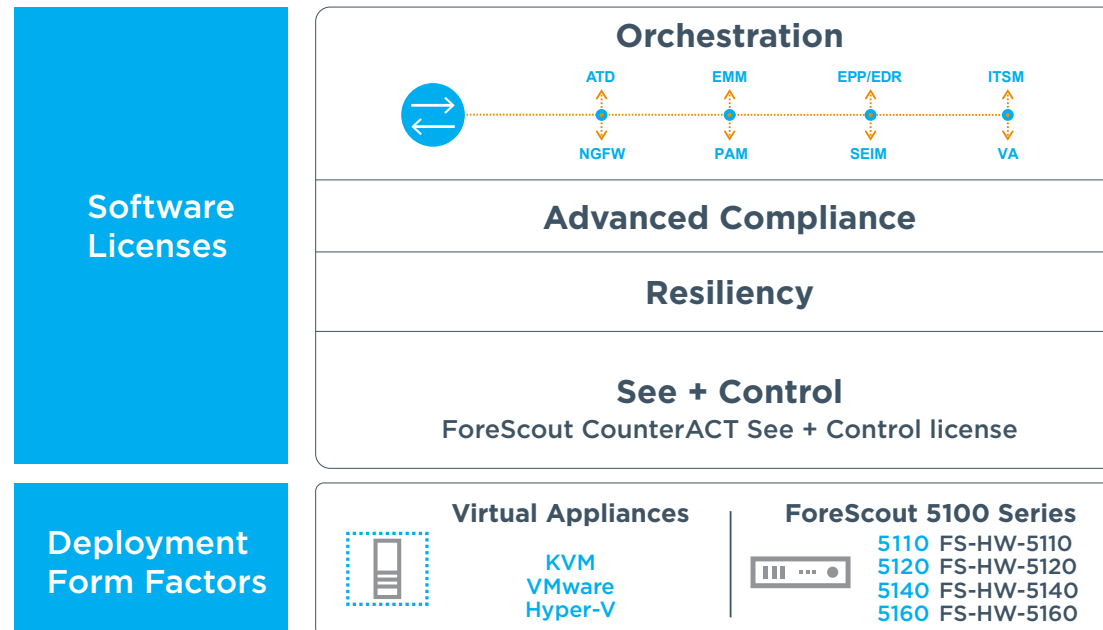 Software
Licenses
Orchestration
ATD EMM EPP/EDR ITSM
NGFW PAM SEIM VA
Advanced Compliance
Resiliency
See + Control
ForeScout CounterACT See + Control license
Deployment
Form Factors
Virtual Appliances
KVM
VMware
Hyper-V
ForeScout 5100 Series
5110 FS-HW-5110
5120 FS-HW-5120
5140 FS-HW-5140
5160 FS-HW-5160